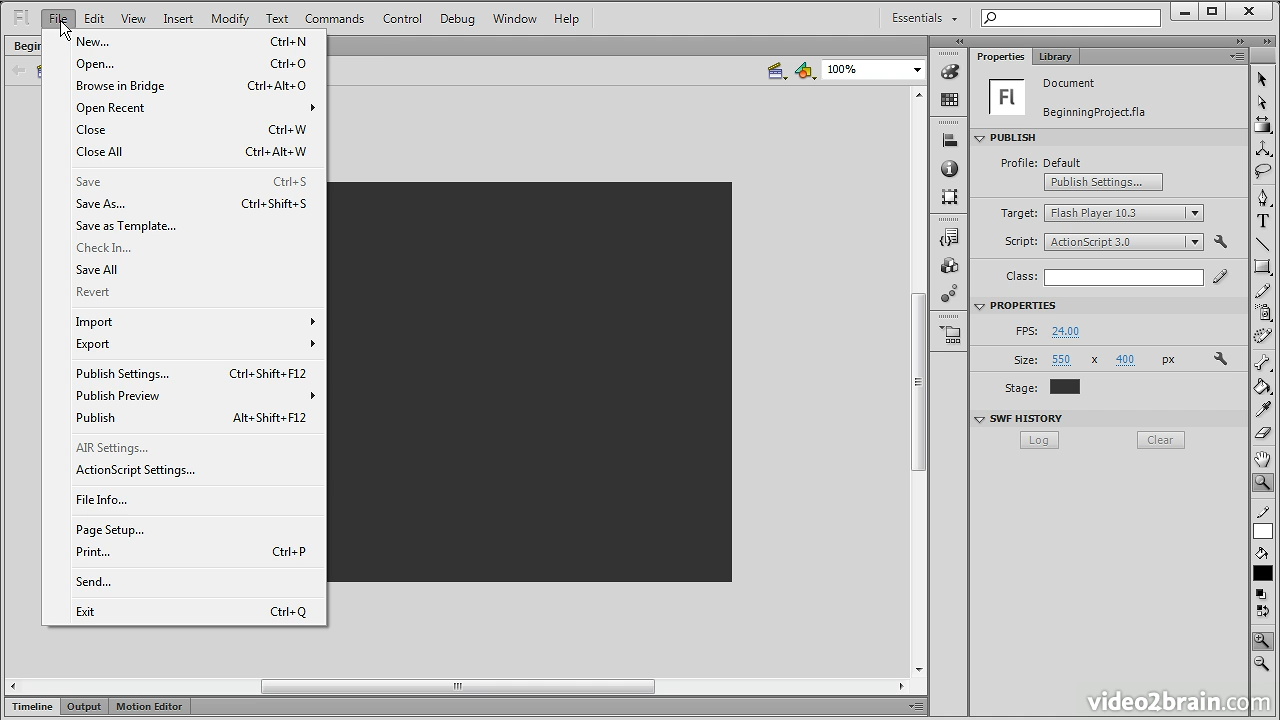 Fl File Edit View Insert Modify Text Commands Control Debug Window Help Essentials
New... Ctrl+N
Open... Ctrl+O
Browse in Bridge Ctrl+Alt+O
Open Recent
Close Ctrl+W
Close All Ctrl+Alt+W
Save Ctrl+S
Save As... Ctrl+Shift+S
Save as Template...
Check In...
Save All
Revert
Import
Export
Publish Settings... Ctrl+Shift+F12
Publish Preview
Publish Alt+Shift+F12
AIR Settings...
ActionScript Settings...
File Info...
Page Setup...
Print... Ctrl+P
Send...
Exit Ctrl+Q
100%
Properties Library
Fl
Document
BeginningProject.fla
PUBLISH
Profile: Default
Publish Settings...
Target: Flash Player 10.3
Script: ActionScript 3.0
Class:
PROPERTIES
FPS: 24.00
Size: 550 x 400 px
Stage:
SWF HISTORY
Log Clear
T
Timeline Output Motion Editor
video2brain.com